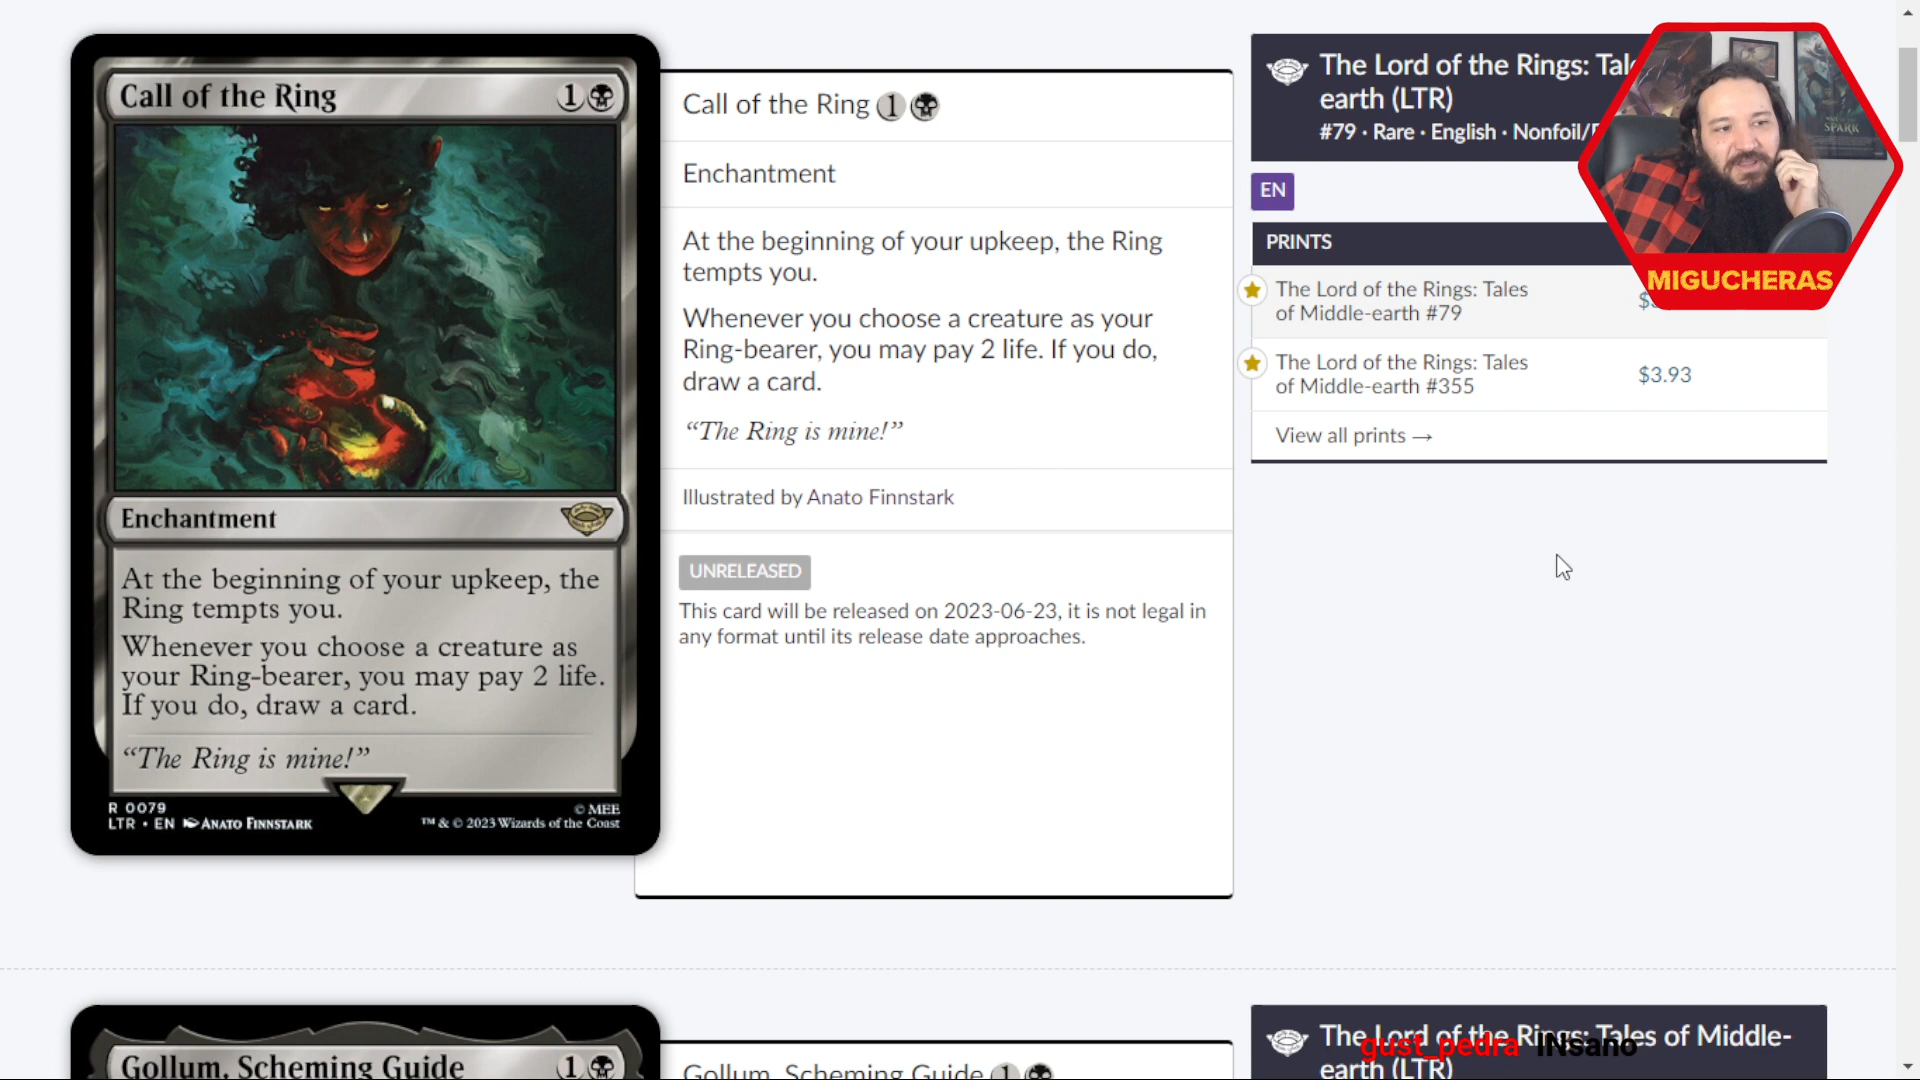 Call of the Ring 1
Enchantment
At the beginning of your upkeep, the
Ring tempts you.
Whenever you choose a creature as
your Ring-bearer, you may pay 2 life.
If you do, draw a card.
“The Ring is mine!”
R 0079
LTR • EN ANATO FINNSTARK
© MEE
™ & © 2023 Wizards of the Coast
Call of the Ring 1
Enchantment
At the beginning of your upkeep, the Ring
tempts you.
Whenever you choose a creature as your
Ring-bearer, you may pay 2 life. If you do,
draw a card.
“The Ring is mine!”
Illustrated by Anato Finnstark
UNRELEASED
This card will be released on 2023-06-23, it is not legal in
any format until its release date approaches.
The Lord of the Rings:
earth (LTR)
#79 · Rare · English
EN
PRINTS
The Lord of the Rings: Tales
of Middle-earth #79
The Lord of the Rings: Tales
of Middle-earth #355
$3.93
View all prints →
SPARK
MIGUCHERAS
Gollum, Scheming Guide 1
Gollum, Scheming Guide 1
The Lord of the Rings: Tales of Middle-
earth (LTR)
gust_pedra INsano